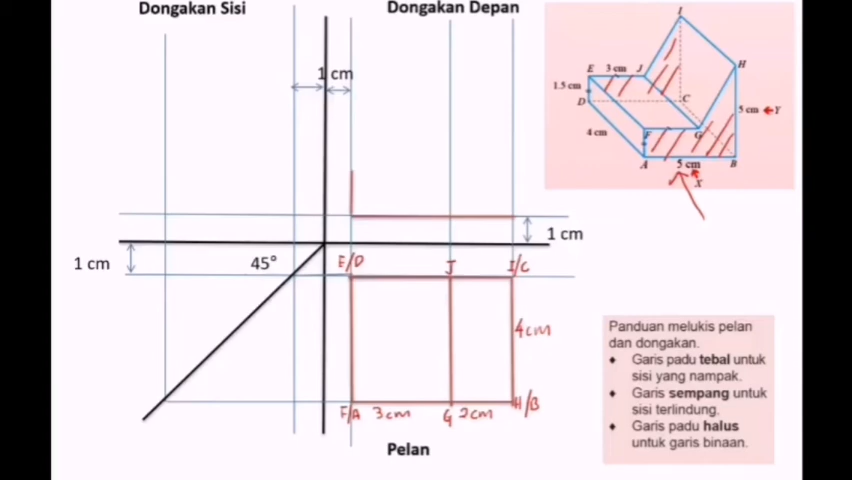 Dongakan Sisi
Dongakan Depan
1 cm
1 cm
1 cm
45°
E/D
J
I/C
4cm
F/A
3cm
G
2cm
H/B
Pelan
I
E
3 cm
J
H
1.5 cm
D
C
5 cm
Y
4 cm
F
G
A
5 cm
B
X
Panduan melukis pelan
dan dongakan.
♦ Garis padu tebal untuk
sisi yang nampak.
♦ Garis sempang untuk
sisi terlindung.
♦ Garis padu halus
untuk garis binaan.